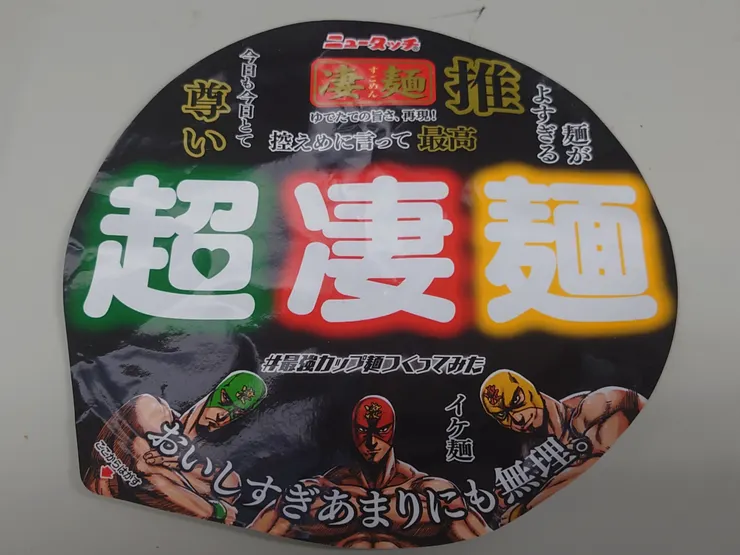 ニュータッチ
凄麺
すごめん
推
ゆでたての旨さ、再現!
控えめに言って最高
今日も今日とて
尊い
麺が
よすぎる
超凄麺
#最強カップ麺つくってみた
イケ麺
おいしすぎあまりにも無理。
ここからはがす